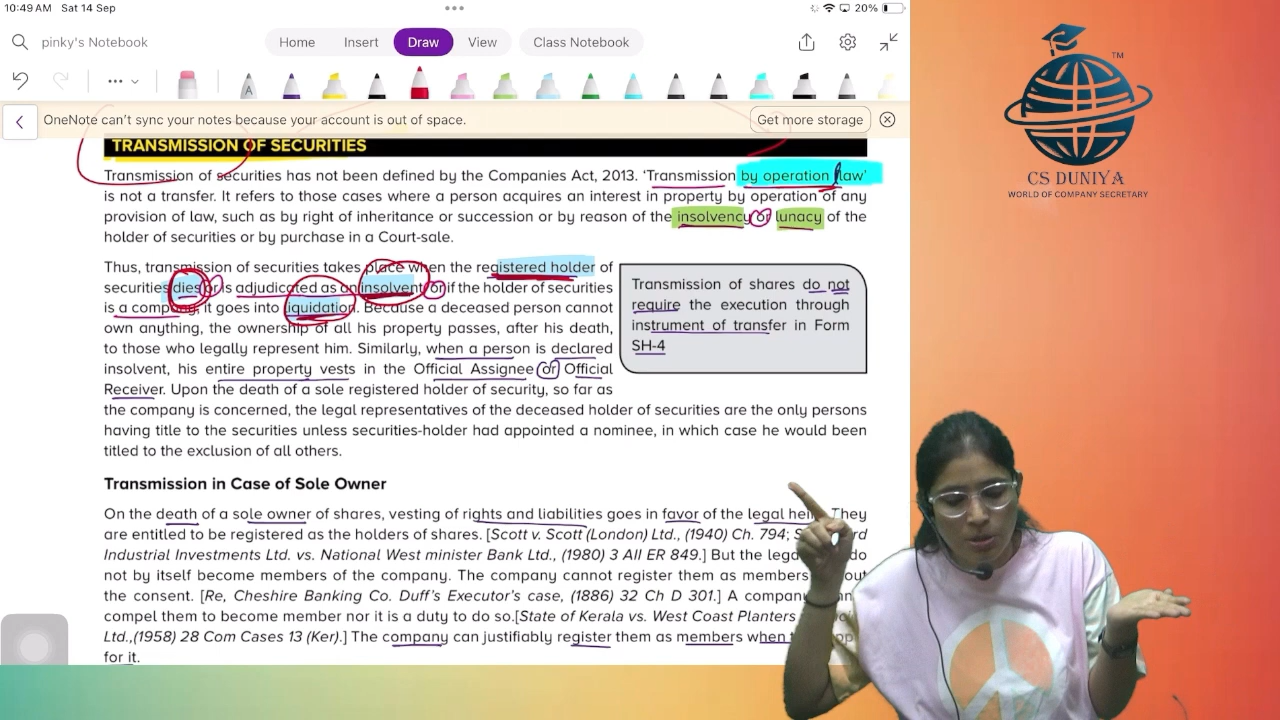 10:49 AM Sat 14 Sep
20%
pinky's Notebook
Home Insert Draw View Class Notebook
A
OneNote can't sync your notes because your account is out of space.
Get more storage
TRANSMISSION OF SECURITIES
Transmission of securities has not been defined by the Companies Act, 2013. 'Transmission by operation law'
is not a transfer. It refers to those cases where a person acquires an interest in property by operation of any
provision of law, such as by right of inheritance or succession or by reason of the insolvency or lunacy of the
holder of securities or by purchase in a Court-sale.
Thus, transmission of securities takes place when the registered holder of
securities dies or is adjudicated as an insolvent or if the holder of securities
is a company, it goes into liquidation. Because a deceased person cannot
own anything, the ownership of all his property passes, after his death,
to those who legally represent him. Similarly, when a person is declared
insolvent, his entire property vests in the Official Assignee or Official
Receiver. Upon the death of a sole registered holder of security, so far as
the company is concerned, the legal representatives of the deceased holder of securities are the only persons
having title to the securities unless securities-holder had appointed a nominee, in which case he would been
titled to the exclusion of all others.
Transmission of shares do not
require the execution through
instrument of transfer in Form
SH-4
Transmission in Case of Sole Owner
On the death of a sole owner of shares, vesting of rights and liabilities goes in favor of the legal They
are entitled to be registered as the holders of shares. [Scott v. Scott (London) Ltd., (1940) Ch. 794;
Industrial Investments Ltd. vs. National West minister Bank Ltd., (1980) 3 All ER 849.] But the do
not by itself become members of the company. The company cannot register them as members
the consent. [Re, Cheshire Banking Co. Duff's Executor's case, (1886) 32 Ch D 301.] A company
compel them to become member nor it is a duty to do so.[State of Kerala vs. West Coast Planters
Ltd.,(1958) 28 Com Cases 13 (Ker).] The company can justifiably register them as members when
for it.
TM
CS DUNIYA
WORLD OF COMPANY SECRETARY